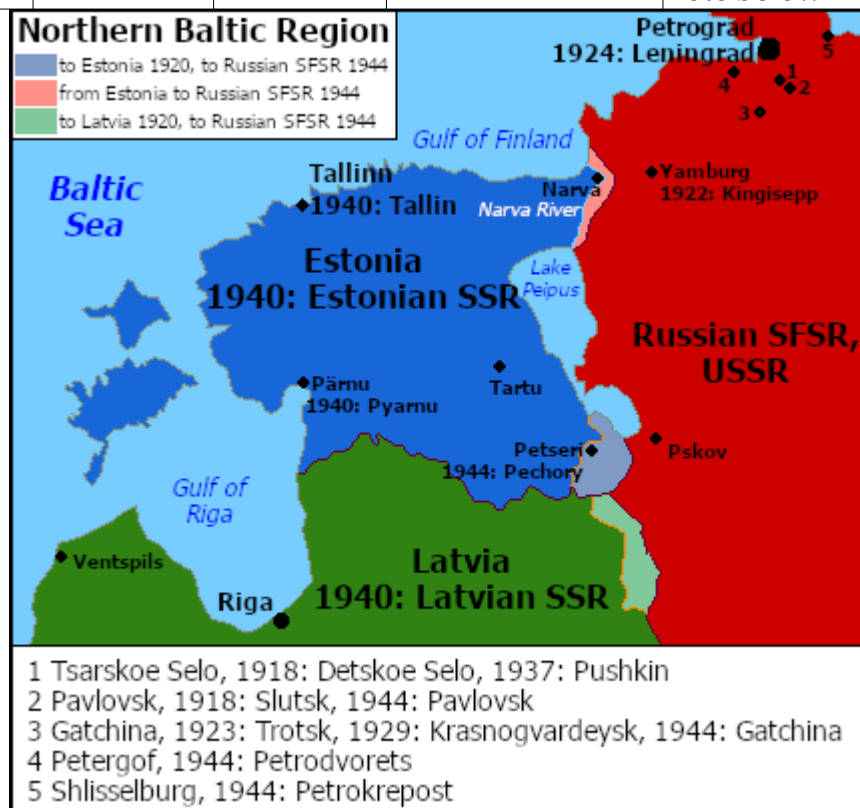 Northern Baltic Region
to Estonia 1920, to Russian SFSR 1944
from Estonia to Russian SFSR 1944
to Latvia 1920, to Russian SFSR 1944
Petrograd
1924: Leningrad
5
4
1
2
3
Gulf of Finland
Baltic
Sea
Tallinn
1940: Tallin
Narva
Narva River
Yamburg
1922: Kingisepp
Estonia
1940: Estonian SSR
Lake
Peipus
Russian SFSR,
USSR
Pärnu
1940: Pyarnu
Tartu
Petseri
1944: Pechory
Pskov
Gulf of
Riga
Ventspils
Latvia
1940: Latvian SSR
Riga
1 Tsarskoe Selo, 1918: Detskoe Selo, 1937: Pushkin
2 Pavlovsk, 1918: Slutsk, 1944: Pavlovsk
3 Gatchina, 1923: Trotsk, 1929: Krasnogvardeysk, 1944: Gatchina
4 Petergof, 1944: Petrodvorets
5 Shlisselburg, 1944: Petrokrepost